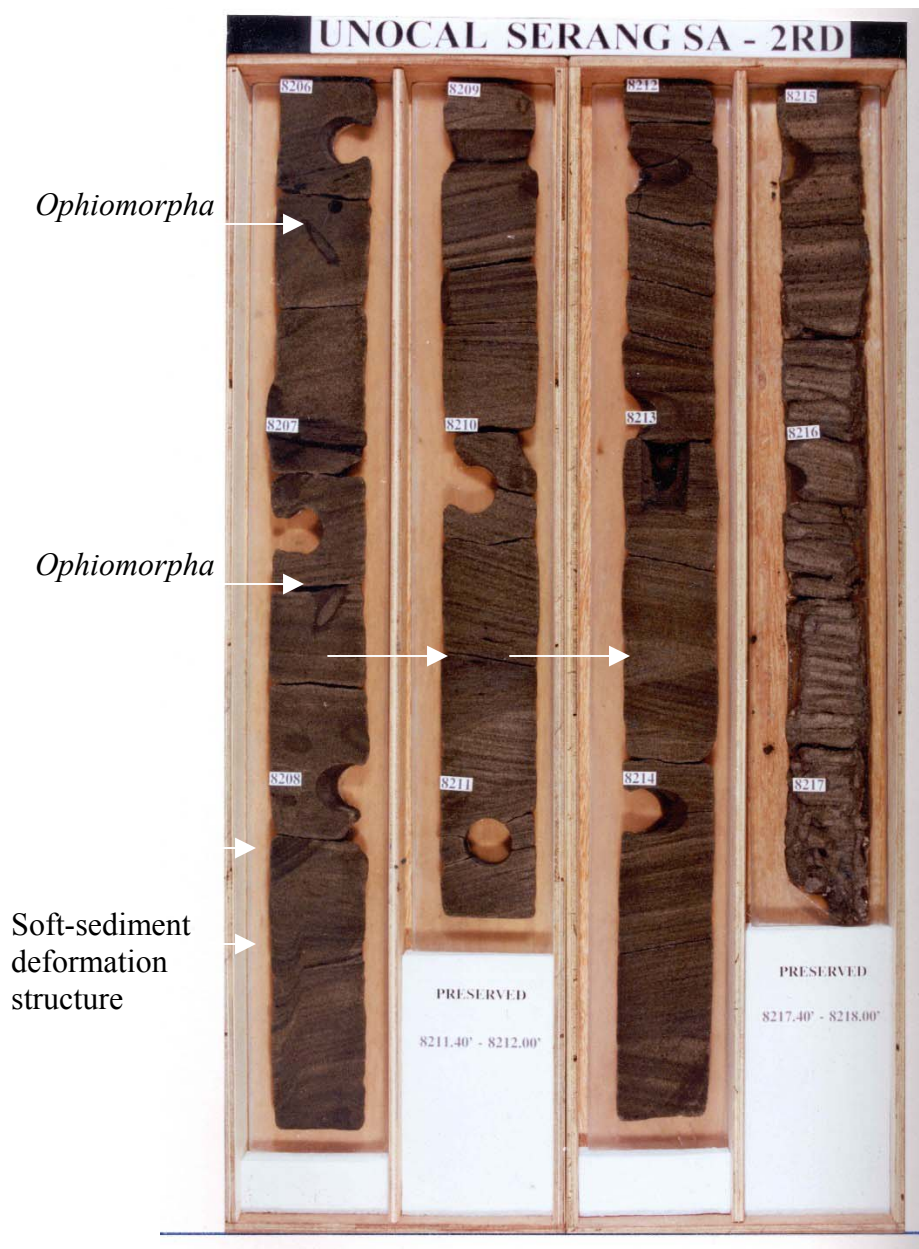 UNOCAL SERANG SA - 2RD
8206
8209
8212
8215
Ophiomorpha
8207
8210
8213
8216
Ophiomorpha
8208
8211
8214
8217
Soft-sediment
deformation
structure
PRESERVED
8211.40' - 8212.00'
PRESERVED
8217.40' - 8218.00'